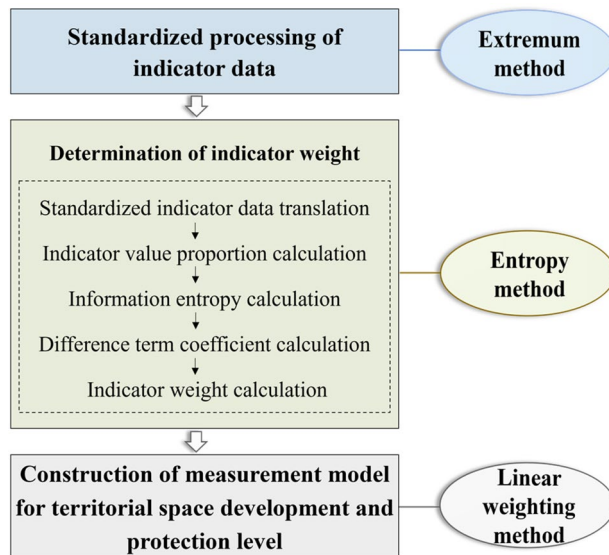 Standardized processing of
indicator data
Extremum
method
Determination of indicator weight
Standardized indicator data translation
Indicator value proportion calculation
Information entropy calculation
Difference term coefficient calculation
Indicator weight calculation
Entropy
method
Construction of measurement model
for territorial space development and
protection level
Linear
weighting
method